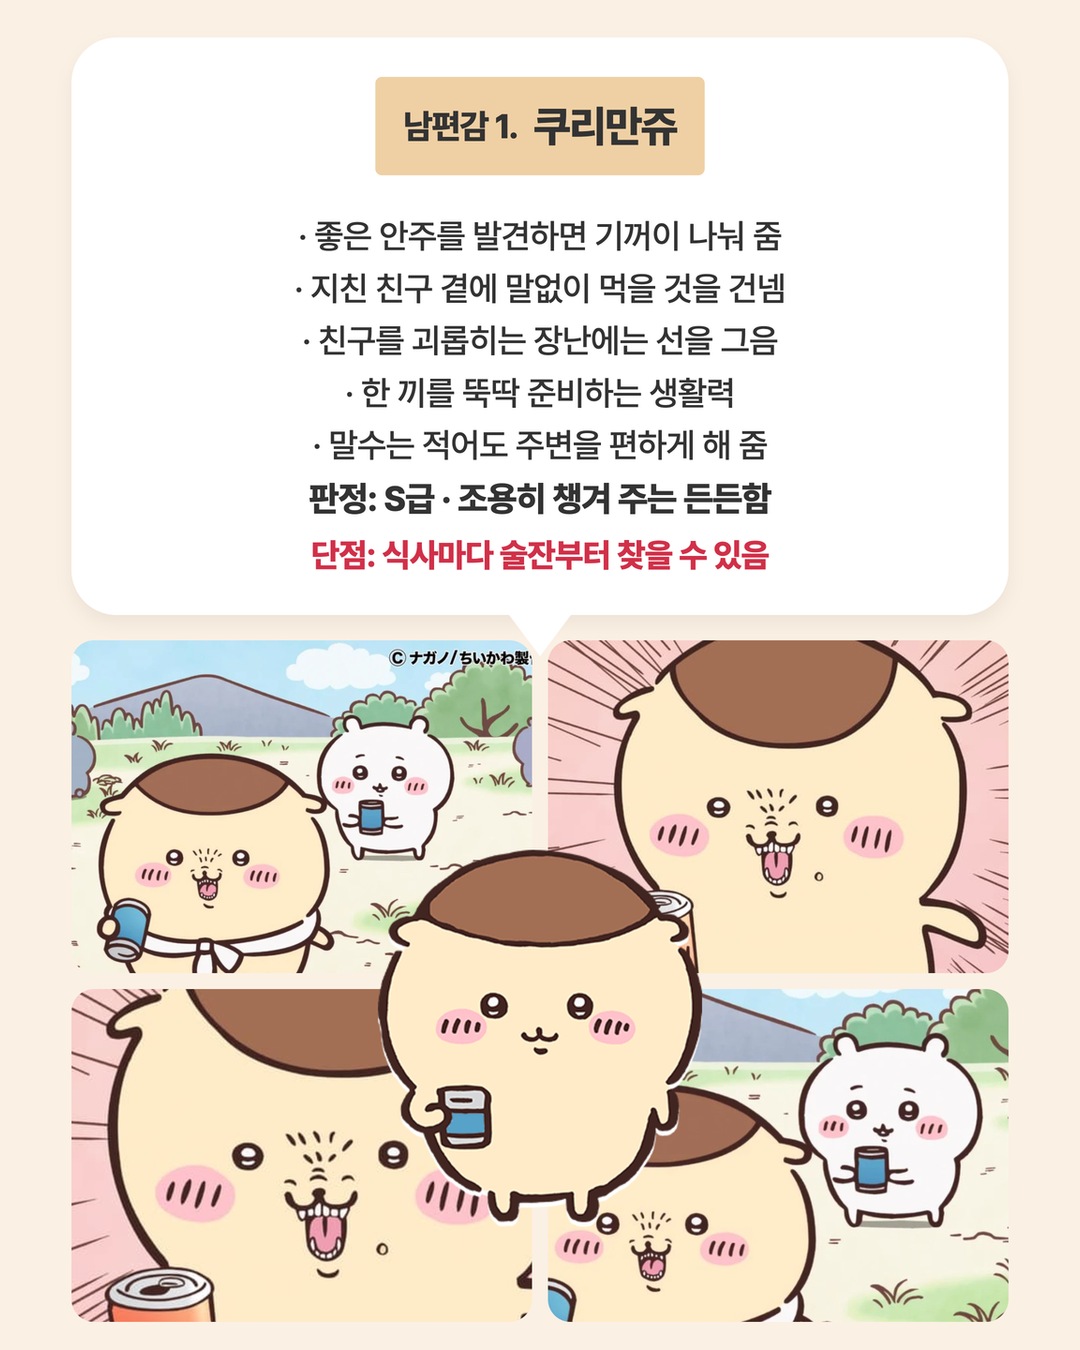 남편감 1. 쿠리만쥬
· 좋은 안주를 발견하면 기꺼이 나눠 줌
· 지친 친구 곁에 말없이 먹을 것을 건넴
· 친구를 괴롭히는 장난에는 선을 그음
· 한 끼를 뚝딱 준비하는 생활력
· 말수는 적어도 주변을 편하게 해 줌
판정: S급 · 조용히 챙겨 주는 든든함
단점: 식사마다 술잔부터 찾을 수 있음
© ナガノ/ちいかわ製